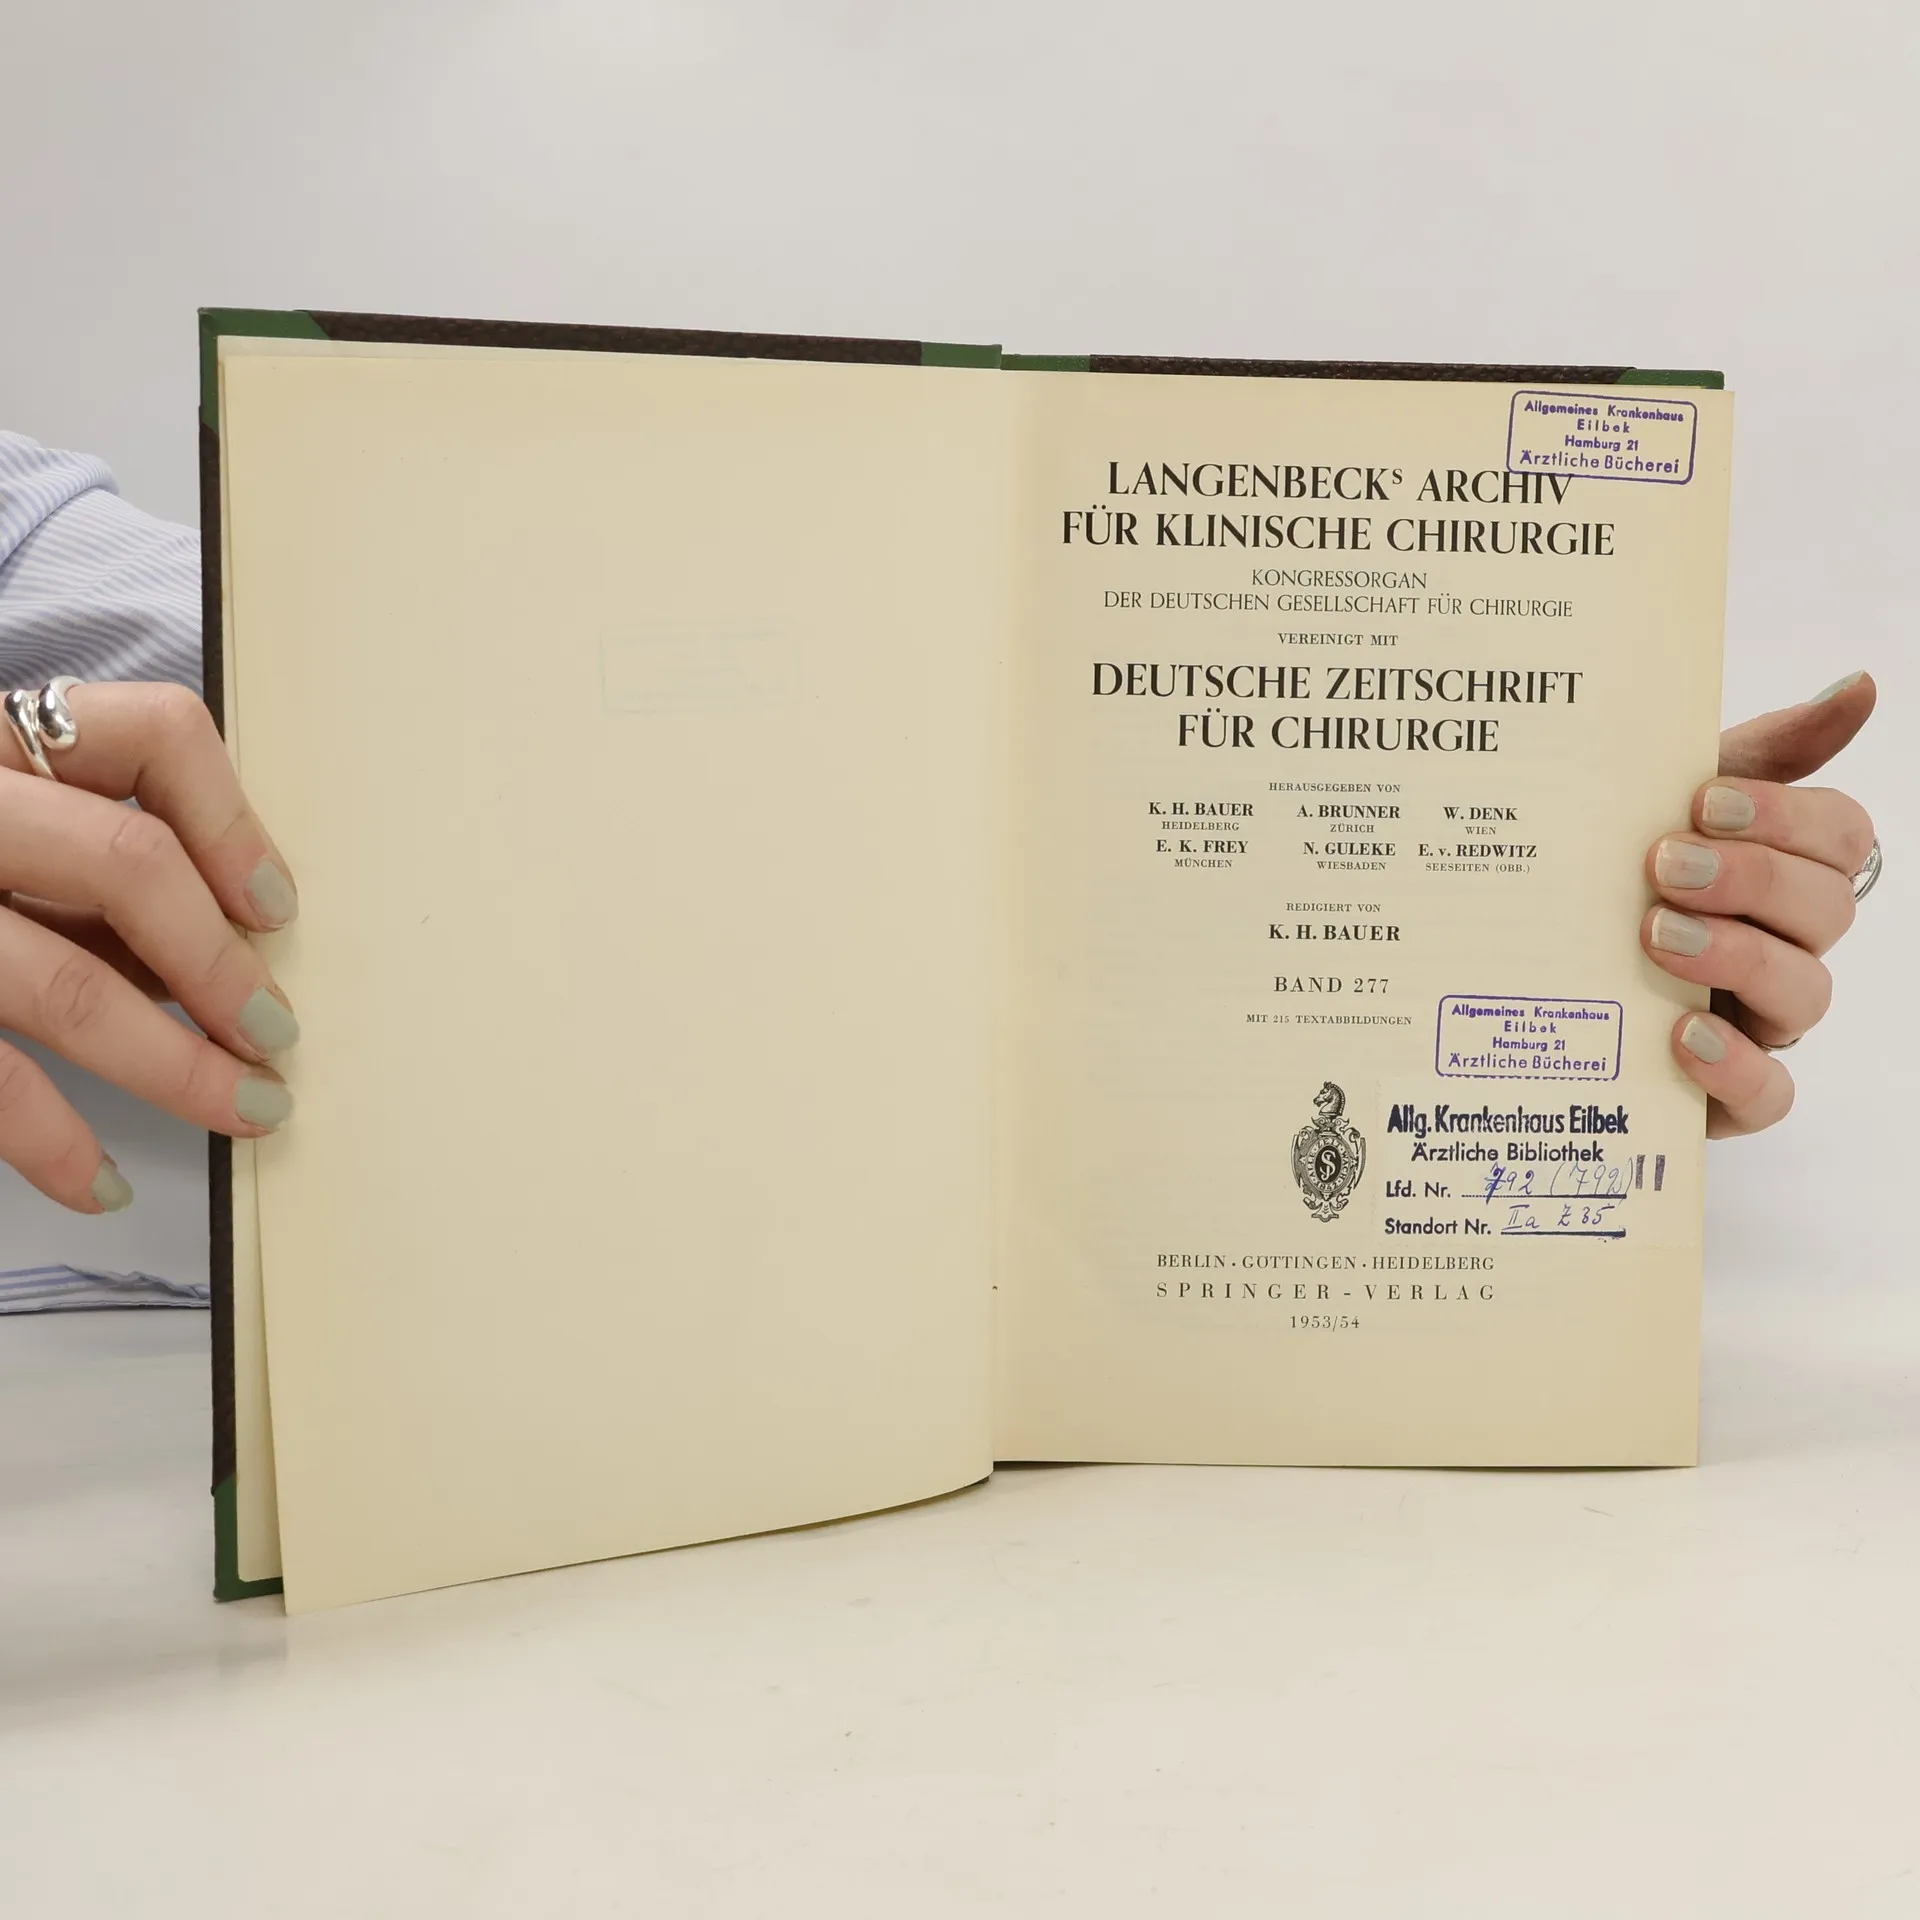 Allgemeines Krankenhaus
Eilbek
Hamburg 21
Ärztliche Bücherei
LANGENBECKS ARCHIV
FÜR KLINISCHE CHIRURGIE
KONGRESSORGAN
DER DEUTSCHEN GESELLSCHAFT FÜR CHIRURGIE
VEREINIGT MIT
DEUTSCHE ZEITSCHRIFT
FÜR CHIRURGIE
HERAUSGEGEBEN VON
K. H. BAUER A. BRUNNER W. DENK
HEIDELBERG ZÜRICH WIEN
E. K. FREY N. GULEKE E. v. REDWITZ
MÜNCHEN WIESBADEN SEESEITEN (OBB.)
REDIGIERT VON
K. H. BAUER
BAND 277
MIT 215 TEXTABBILDUNGEN
Allgemeines Krankenhaus
Eilbek
Hamburg 21
Ärztliche Bücherei
Allg. Krankenhaus Eilbek
Ärztliche Bibliothek
Lfd. Nr. 792 (792) II
Standort Nr. IIa Z 35
BERLIN · GÖTTINGEN · HEIDELBERG
SPRINGER-VERLAG
1953/54